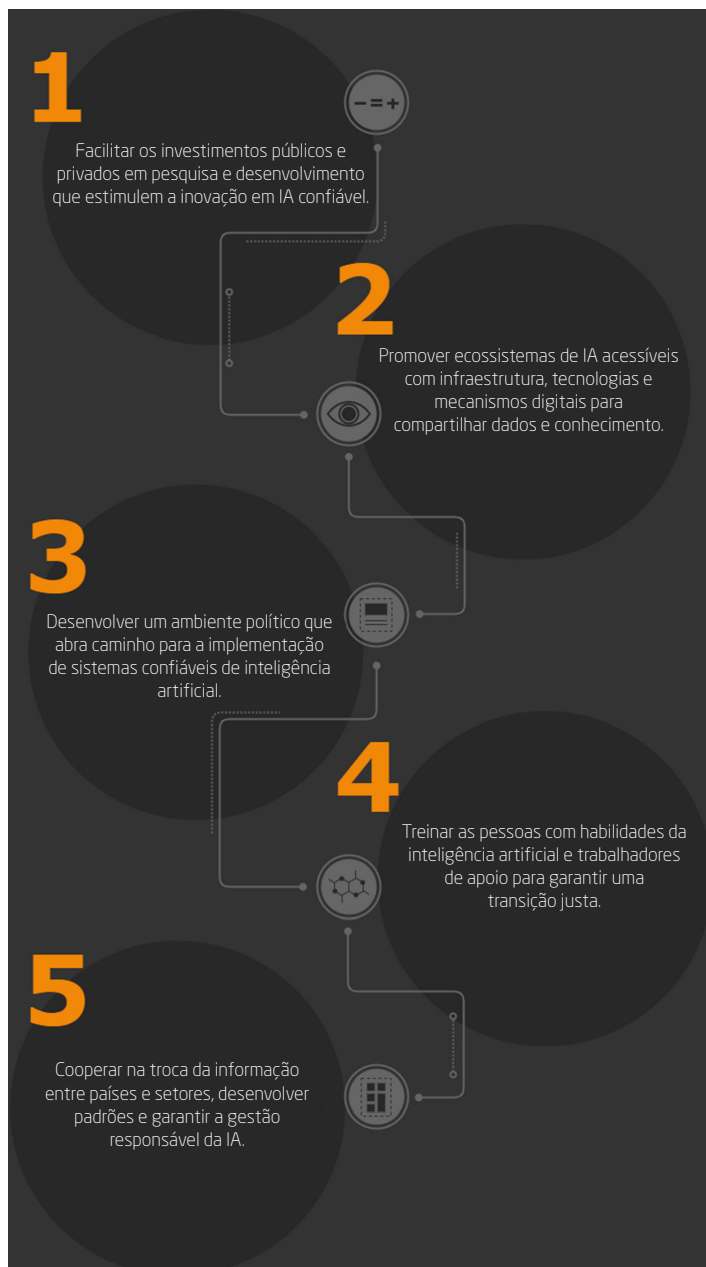 1
Facilitar os investimentos públicos e
privados em pesquisa e desenvolvimento
que estimulem a inovação em IA confiável.
2
Promover ecossistemas de IA acessíveis
com infraestrutura, tecnologias e
mecanismos digitais para
compartilhar dados e conhecimento.
3
Desenvolver um ambiente político que
abra caminho para a implementação
de sistemas confiáveis de inteligência
artificial.
4
Treinar as pessoas com habilidades da
inteligência artificial e trabalhadores
de apoio para garantir uma
transição justa.
5
Cooperar na troca da informação
entre países e setores, desenvolver
padrões e garantir a gestão
responsável da IA.